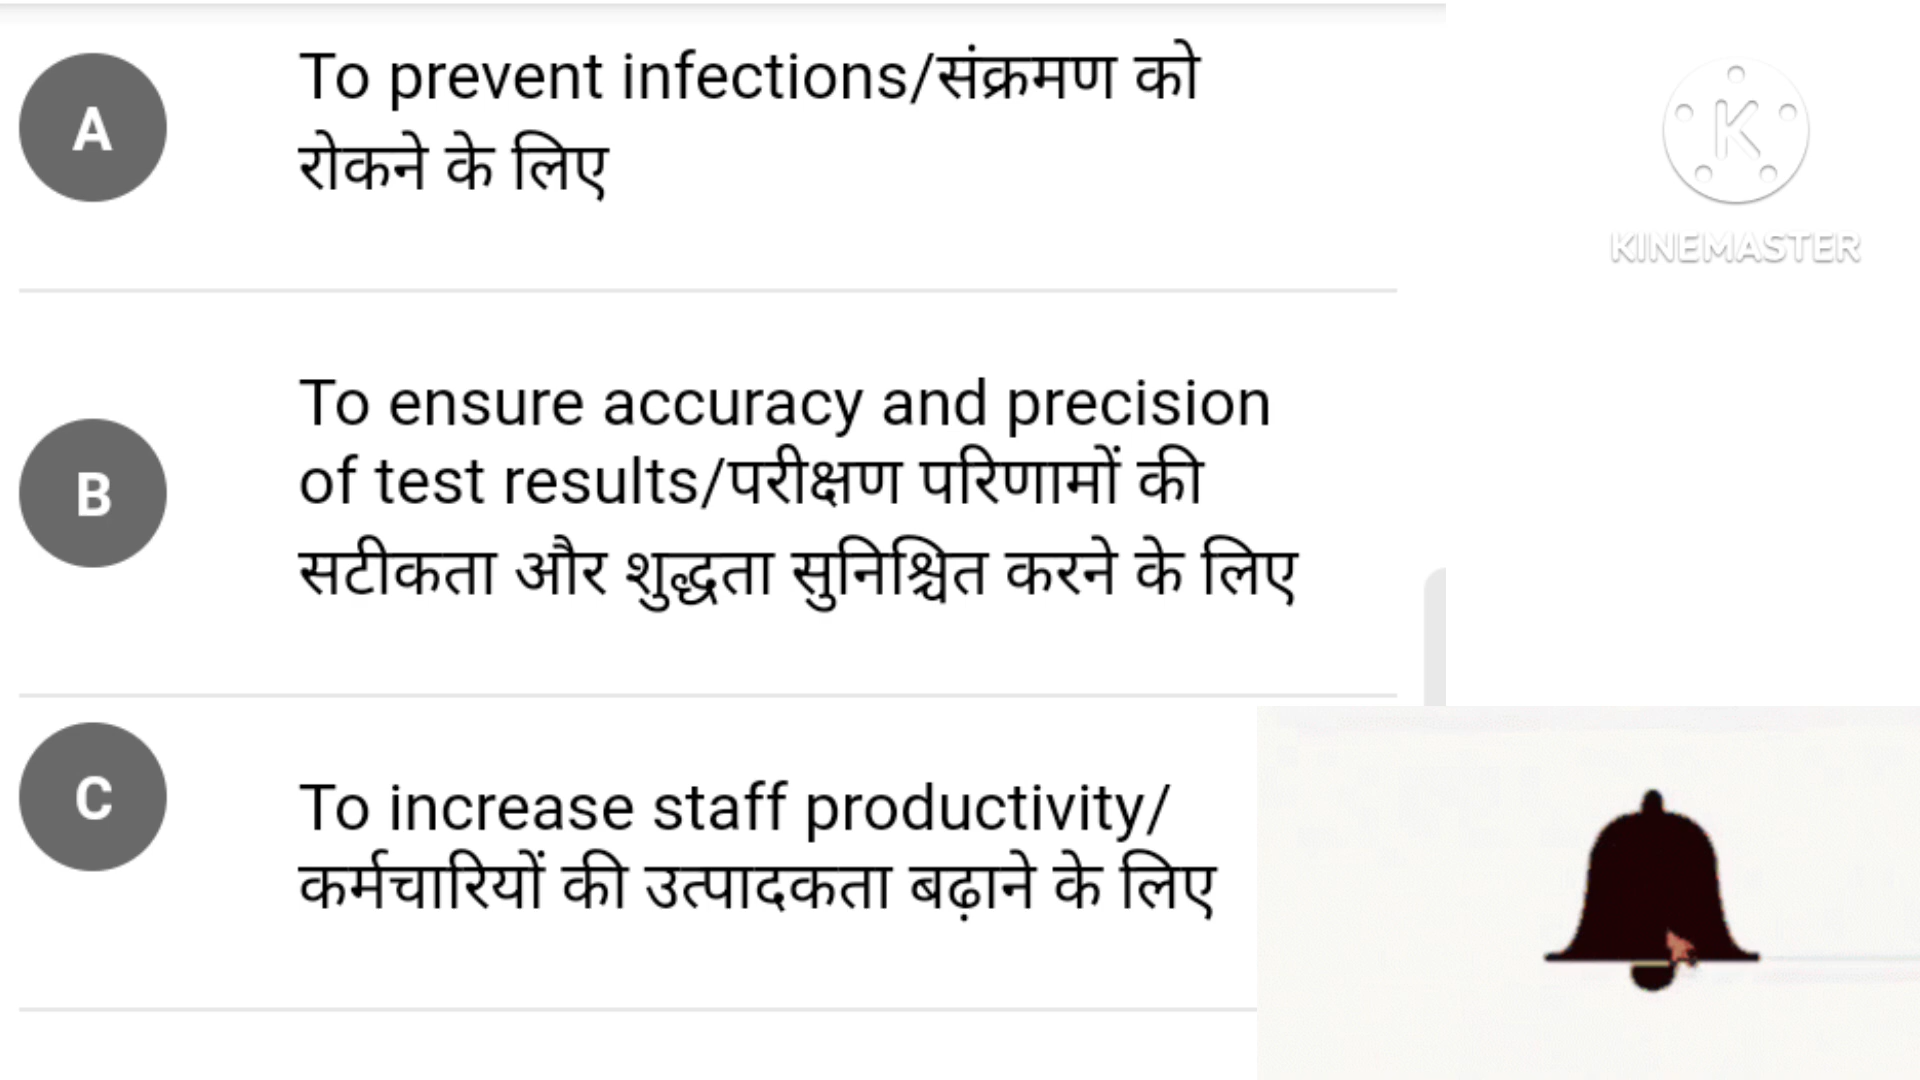 A
To prevent infections/संक्रमण को
रोकने के लिए
K
KINEMASTER
B
To ensure accuracy and precision
of test results/परीक्षण परिणामों की
सटीकता और शुद्धता सुनिश्चित करने के लिए
C
To increase staff productivity/
कर्मचारियों की उत्पादकता बढ़ाने के लिए